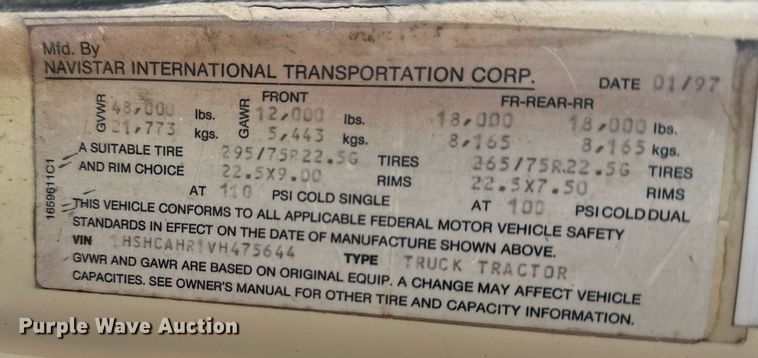 Mfd. By
NAVISTAR INTERNATIONAL TRANSPORTATION CORP. DATE 01/97
FRONT FR-REAR-RR
GVWR 48,000 lbs. GAWR 12,000 lbs. 18,000 18,000 lbs.
21,773 kgs. 5,443 kgs. 8,165 8,165 kgs.
A SUITABLE TIRE 295/75R22.5G TIRES 265/75R22.5G TIRES
AND RIM CHOICE 22.5X9.00 RIMS 22.5X7.50 RIMS
AT 110 PSI COLD SINGLE AT 100 PSI COLD DUAL
THIS VEHICLE CONFORMS TO ALL APPLICABLE FEDERAL MOTOR VEHICLE SAFETY
STANDARDS IN EFFECT ON THE DATE OF MANUFACTURE SHOWN ABOVE.
VIN 1HSHCAHR1VH475644 TYPE TRUCK TRACTOR
GVWR AND GAWR ARE BASED ON ORIGINAL EQUIP. A CHANGE MAY AFFECT VEHICLE
CAPACITIES. SEE OWNER'S MANUAL FOR OTHER TIRE AND CAPACITY INFORMATION.
1659611C1
Purple Wave Auction